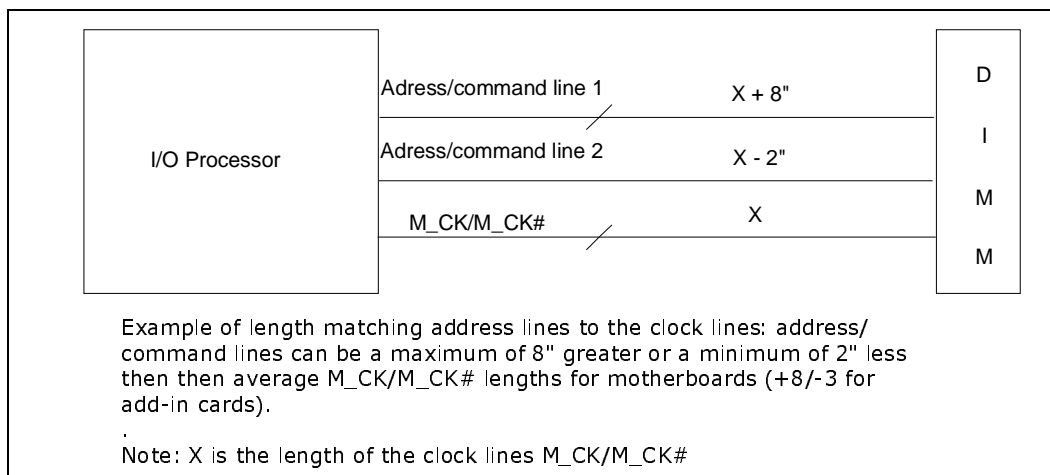 Adress/command line 1
X + 8"
D
I/O Processor
Adress/command line 2
X - 2"
I
M_CK/M_CK#
X
M
M
Example of length matching address lines to the clock lines: address/
command lines can be a maximum of 8" greater or a minimum of 2" less
then then average M_CK/M_CK# lengths for motherboards (+8/-3 for
add-in cards).
.
Note: X is the length of the clock lines M_CK/M_CK#